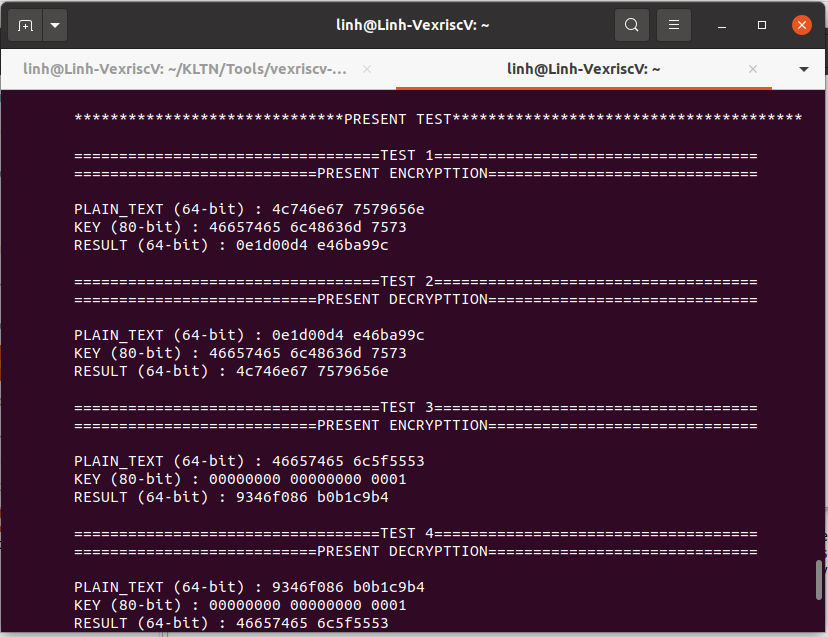 linh@Linh-VexriscV: ~
linh@Linh-VexriscV: ~/KLTN/Tools/vexriscv-...
linh@Linh-VexriscV: ~
******************************PRESENT TEST***************************************
==================================TEST 1====================================
===========================PRESENT ENCRYPTTION==============================
PLAIN_TEXT (64-bit) : 4c746e67 7579656e
KEY (80-bit) : 46657465 6c48636d 7573
RESULT (64-bit) : 0e1d00d4 e46ba99c
==================================TEST 2====================================
===========================PRESENT DECRYPTTION==============================
PLAIN_TEXT (64-bit) : 0e1d00d4 e46ba99c
KEY (80-bit) : 46657465 6c48636d 7573
RESULT (64-bit) : 4c746e67 7579656e
==================================TEST 3====================================
===========================PRESENT ENCRYPTTION==============================
PLAIN_TEXT (64-bit) : 46657465 6c5f5553
KEY (80-bit) : 00000000 00000000 0001
RESULT (64-bit) : 9346f086 b0b1c9b4
==================================TEST 4====================================
===========================PRESENT DECRYPTTION==============================
PLAIN_TEXT (64-bit) : 9346f086 b0b1c9b4
KEY (80-bit) : 00000000 00000000 0001
RESULT (64-bit) : 46657465 6c5f5553